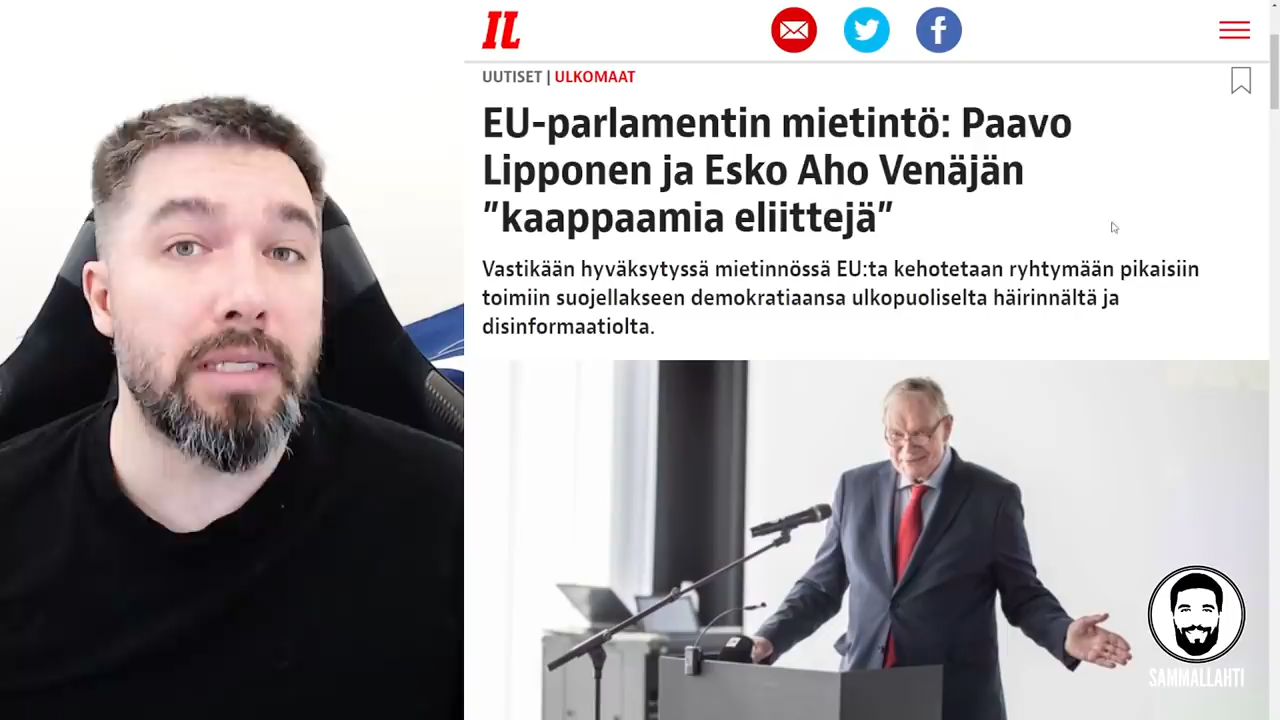 IL
UUTISET | ULKOMAAT
EU-parlamentin mietintö: Paavo
Lipponen ja Esko Aho Venäjän
”kaappaamia eliittejä”
Vastikään hyväksytyssä mietinnössä EU:ta kehotetaan ryhtymään pikaisiin
toimiin suojellakseen demokratiaansa ulkopuoliselta häirinnältä ja
disinformaatiolta.
SAMMALLAHTI